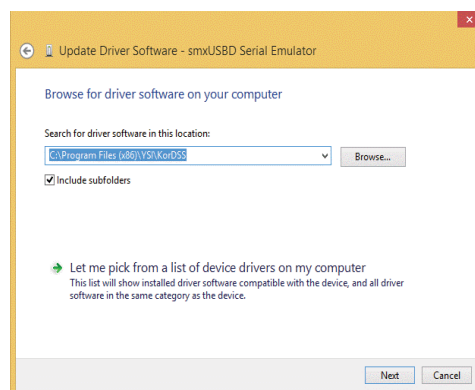 Update Driver Software - smxUSBD Serial Emulator
Browse for driver software on your computer
Search for driver software in this location:
C:\Program Files (x86)\YSI\KorDSS
Browse...
Include subfolders
Let me pick from a list of device drivers on my computer
This list will show installed driver software compatible with the device, and all driver
software in the same category as the device.
Next
Cancel